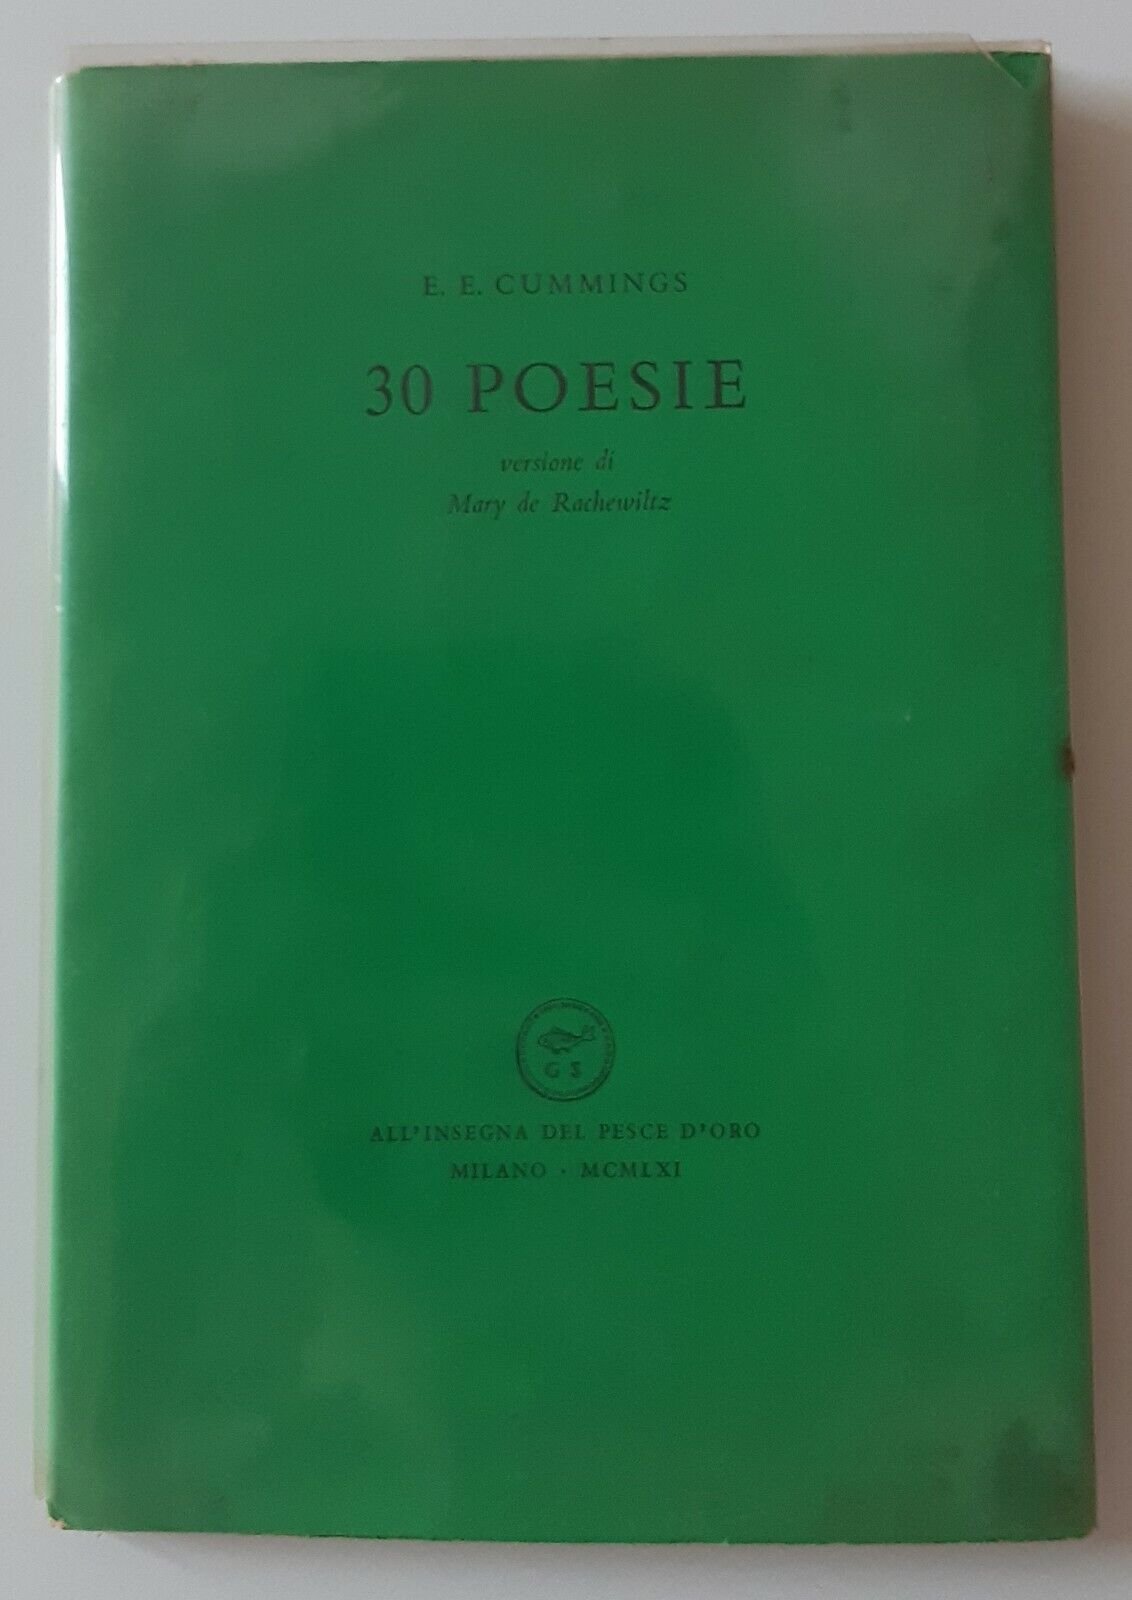 E. E. CUMMINGS
30 POESIE
versione di
Mary de Rachewiltz
G S
ALL'INSEGNA DEL PESCE D'ORO
MILANO · MCMLXI